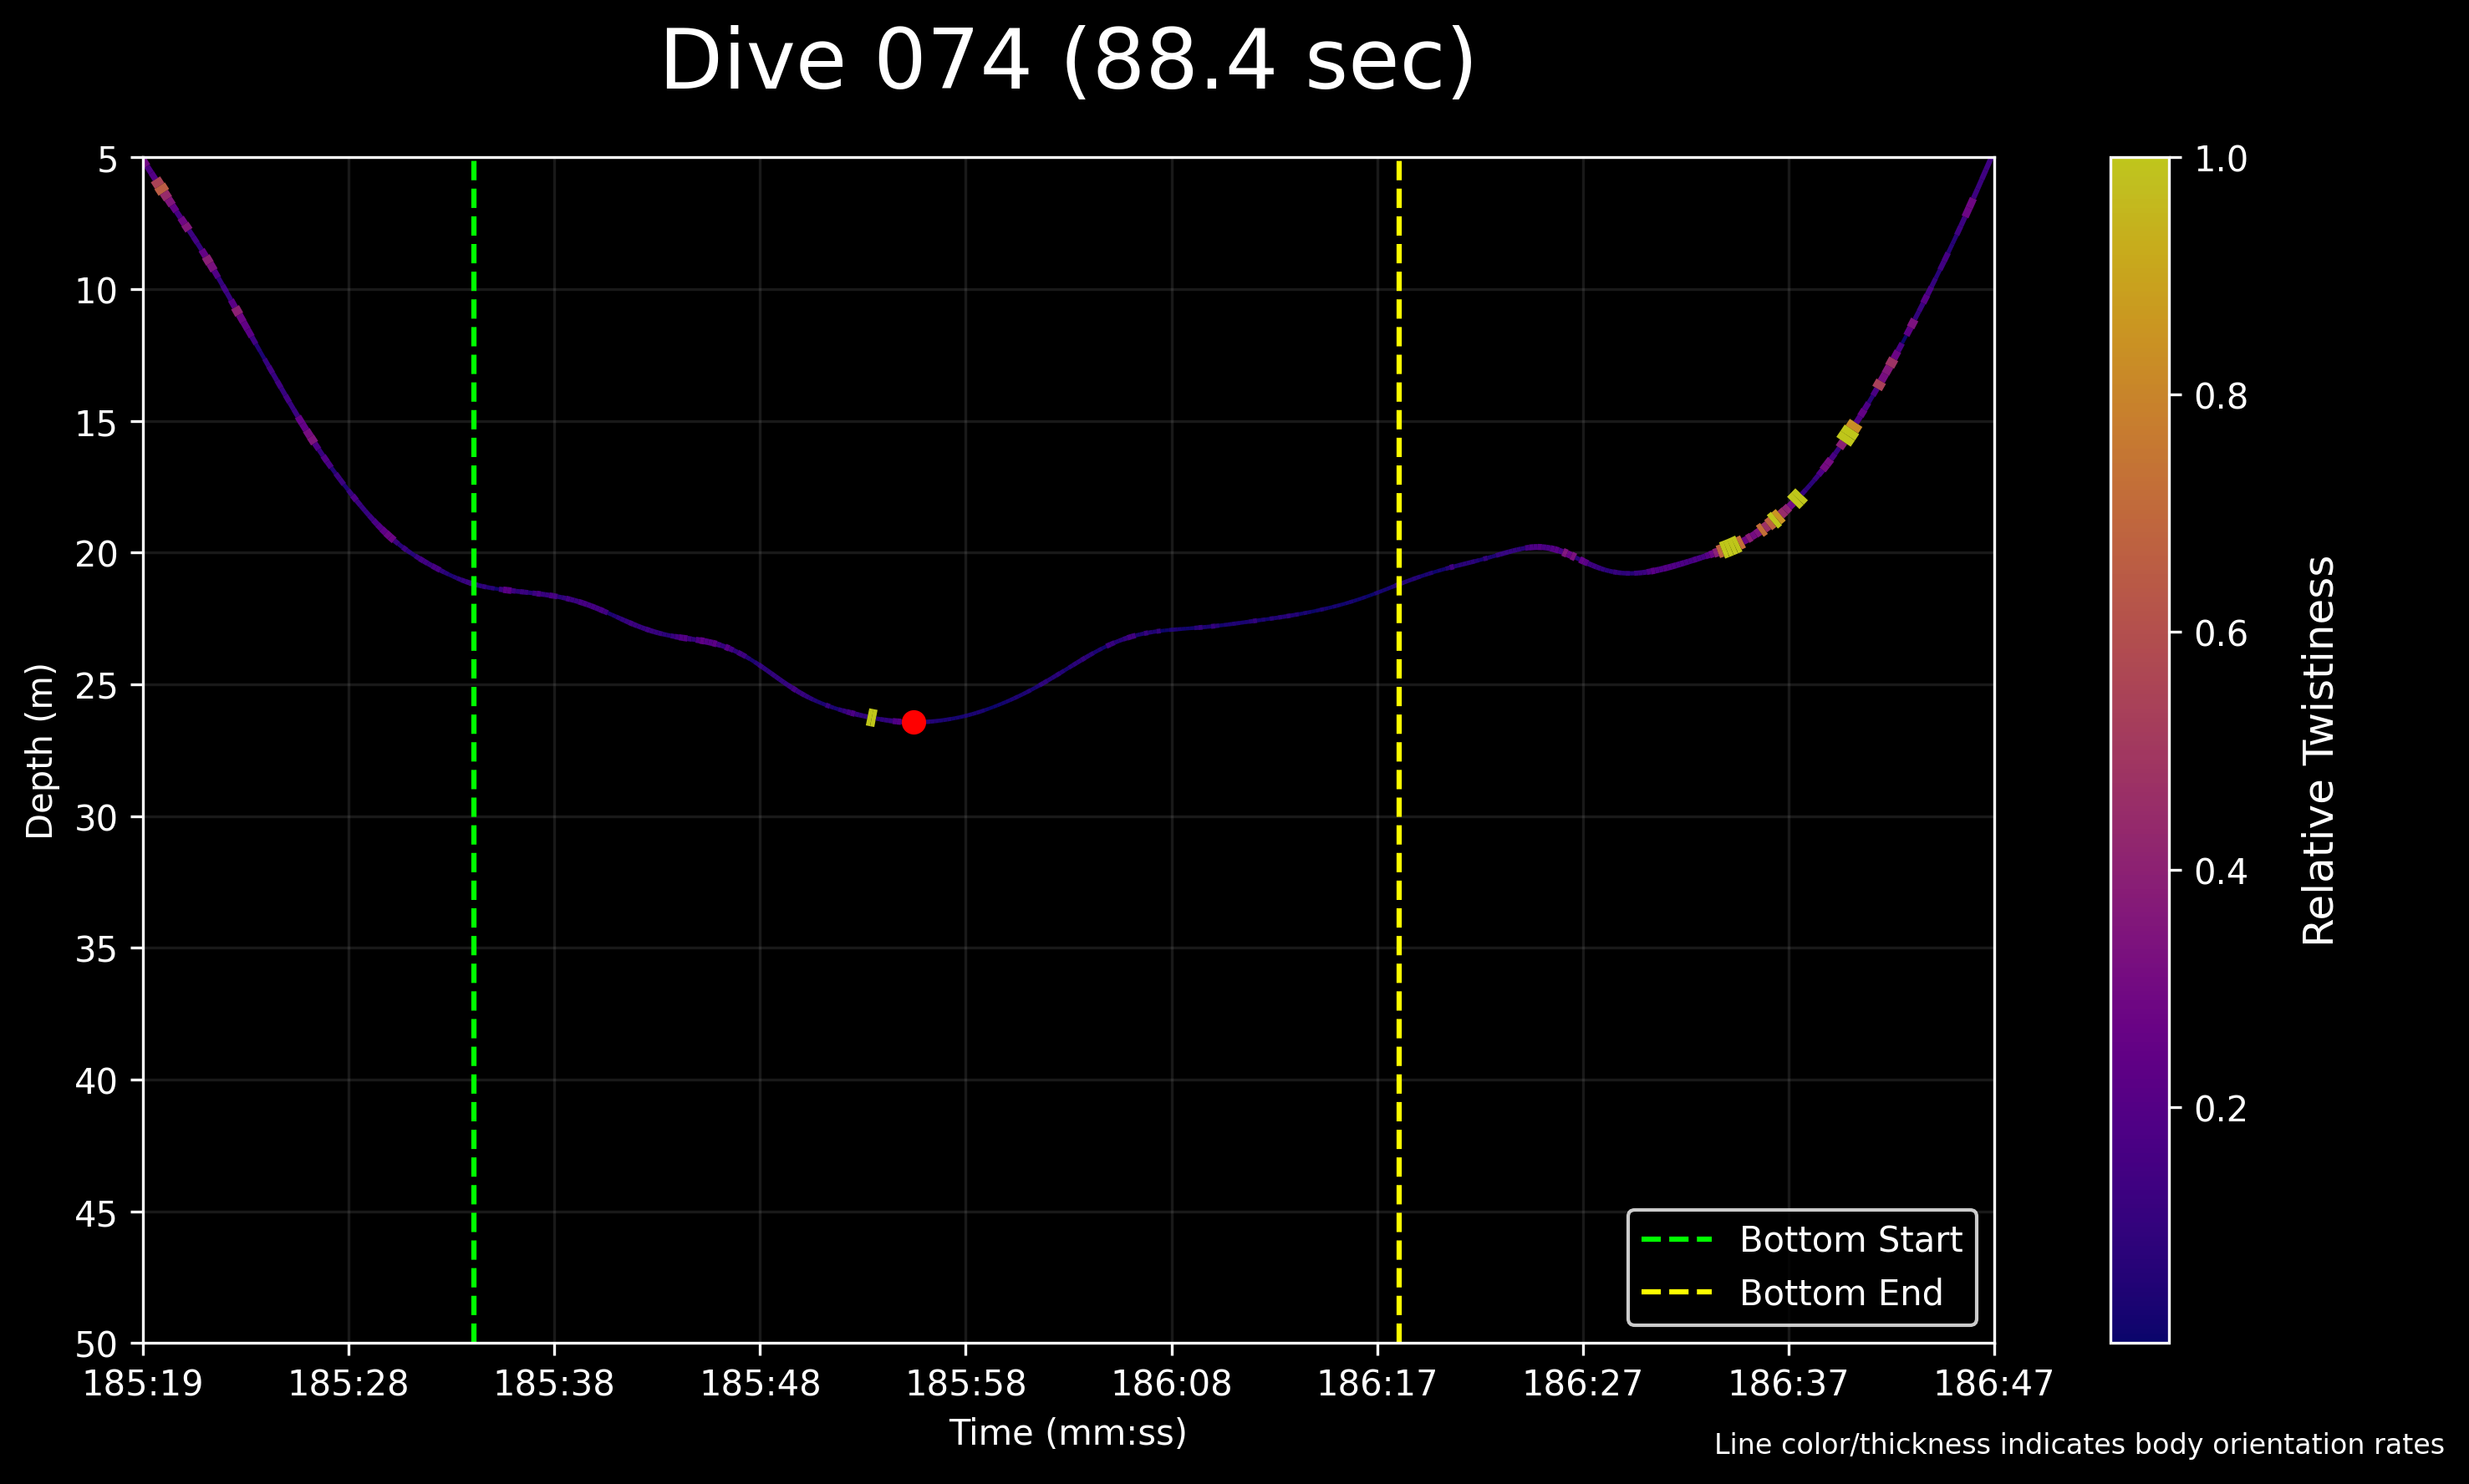 Dive 074 (88.4 sec)
Depth (m)
5
10
15
20
25
30
35
40
45
50
185:19 185:28 185:38 185:48 185:58 186:08 186:17 186:27 186:37 186:47
Time (mm:ss)
Bottom Start
Bottom End
1.0
0.8
0.6
0.4
0.2
Relative Twistiness
Line color/thickness indicates body orientation rates